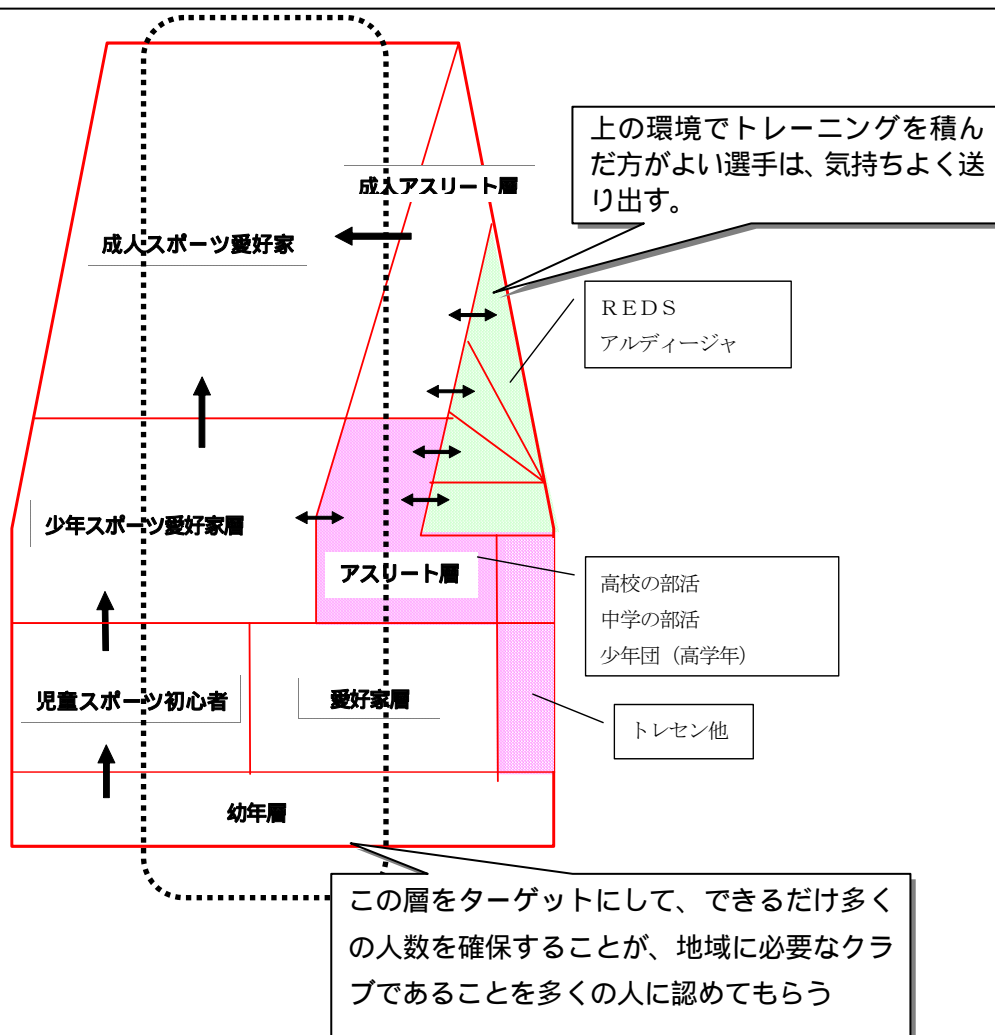 上の環境でトレーニングを積ん
だ方がよい選手は、気持ちよく送
り出す。
成人アスリート層
成人スポーツ愛好家
ＲＥＤＳ
アルディージャ
少年スポーツ愛好家層
アスリート層
高校の部活
中学の部活
少年団（高学年）
児童スポーツ初心者
愛好家層
トレセン他
幼年層
この層をターゲットにして、できるだけ多く
の人数を確保することが、地域に必要なクラ
ブであることを多くの人に認めてもらう